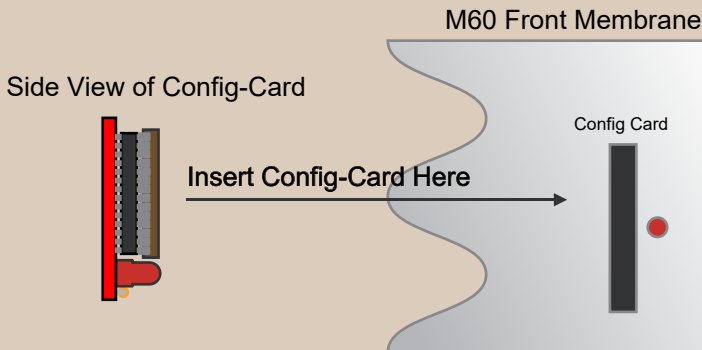 M60 Front Membrane
Side View of Config-Card
Config Card
Insert Config-Card Here